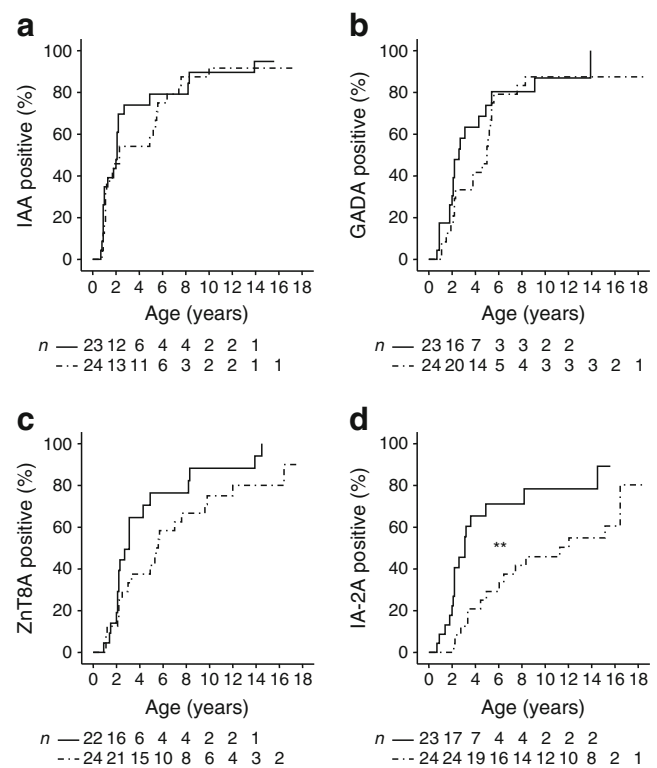 a
100
80
60
40
20
0
IAA positive (%)
0 2 4 6 8 10 12 14 16 18
Age (years)
n 23 12 6 4 4 2 2 1
24 13 11 6 3 2 2 1 1
b
100
80
60
40
20
0
GADA positive (%)
0 2 4 6 8 10 12 14 16 18
Age (years)
n 23 16 7 3 3 2 2
24 20 14 5 4 3 3 3 2 1
c
100
80
60
40
20
0
ZnT8A positive (%)
0 2 4 6 8 10 12 14 16 18
Age (years)
n 22 16 6 4 4 2 2 1
24 21 15 10 8 6 4 3 2
d
100
80
60
40
20
0
IA-2A positive (%)
**
0 2 4 6 8 10 12 14 16 18
Age (years)
n 23 17 7 4 4 2 2 2
24 24 19 16 14 12 10 8 2 1